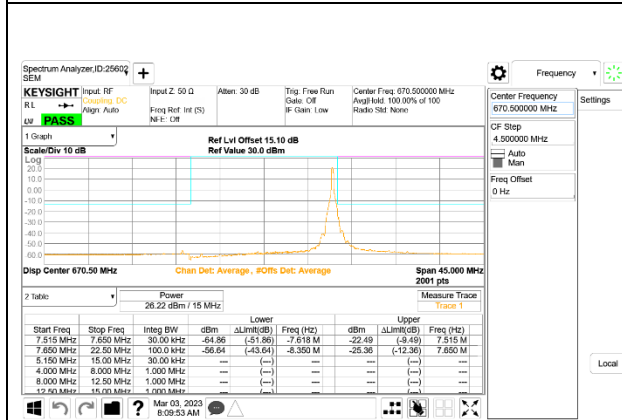 Spectrum Analyzer,ID:25602
SEM
+
Frequency
KEYSIGHT Input: RF Input Z: 50 Ω Atten: 30 dB Trig: Free Run Center Freq: 670.500000 MHz
RL Coupling: DC Gate: Off Avg|Hold: 100.00% of 100
Align: Auto Freq Ref: Int (S) IF Gain: Low Radio Std: None
LW PASS NFE: Off
Center Frequency
670.500000 MHz
Settings
CF Step
4.500000 MHz
Auto
Man
Freq Offset
0 Hz
1 Graph
Ref Lvl Offset 15.10 dB
Scale/Div 10 dB Ref Value 30.0 dBm
Log
20.0
10.0
0.00
-10.0
-20.0
-30.0
-40.0
-50.0
-60.0
Disp Center 670.50 MHz Chan Det: Average, #Offs Det: Average Span 45.000 MHz
2001 pts
2 Table Power Measure Trace
26.22 dBm / 15 MHz Trace 1
Lower Upper
Start Freq Stop Freq Integ BW dBm ΔLimit(dB) Freq (Hz) dBm ΔLimit(dB) Freq (Hz)
7.515 MHz 7.650 MHz 30.00 kHz -64.86 (-51.86) -7.618 M -22.49 (-9.49) 7.515 M
7.650 MHz 22.50 MHz 100.0 kHz -56.64 (-43.64) -8.350 M -25.36 (-12.36) 7.650 M
5.150 MHz 15.00 MHz 30.00 kHz --- (---) --- --- (---) ---
4.000 MHz 8.000 MHz 1.000 MHz --- (---) --- --- (---) ---
8.000 MHz 12.50 MHz 1.000 MHz --- (---) --- --- (---) ---
12.50 MHz 15.00 MHz 1.000 MHz --- (---) --- --- (---) ---
Local
? Mar 03, 2023
8:09:53 AM